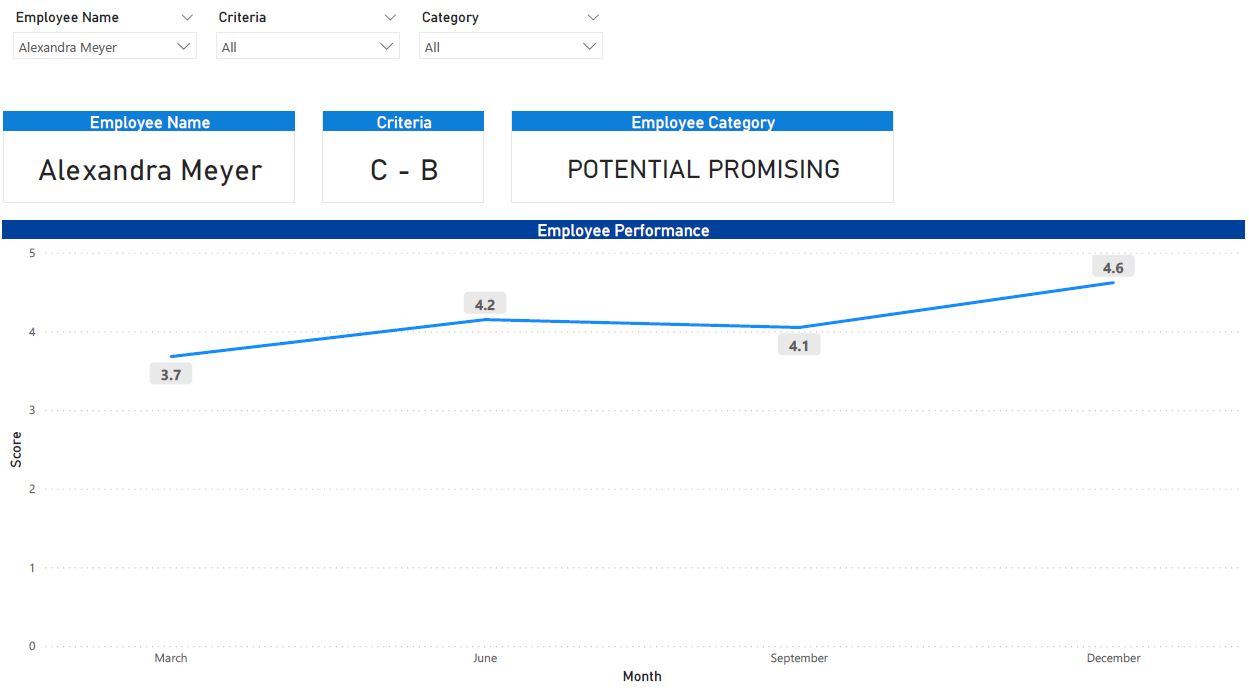 Employee Name Criteria Category
Alexandra Meyer All All
Employee Name Criteria Employee Category
Alexandra Meyer C - B POTENTIAL PROMISING
Employee Performance
5
4.6
4.2
4
4.1
3.7
3
Score
2
1
0
March June September December
Month